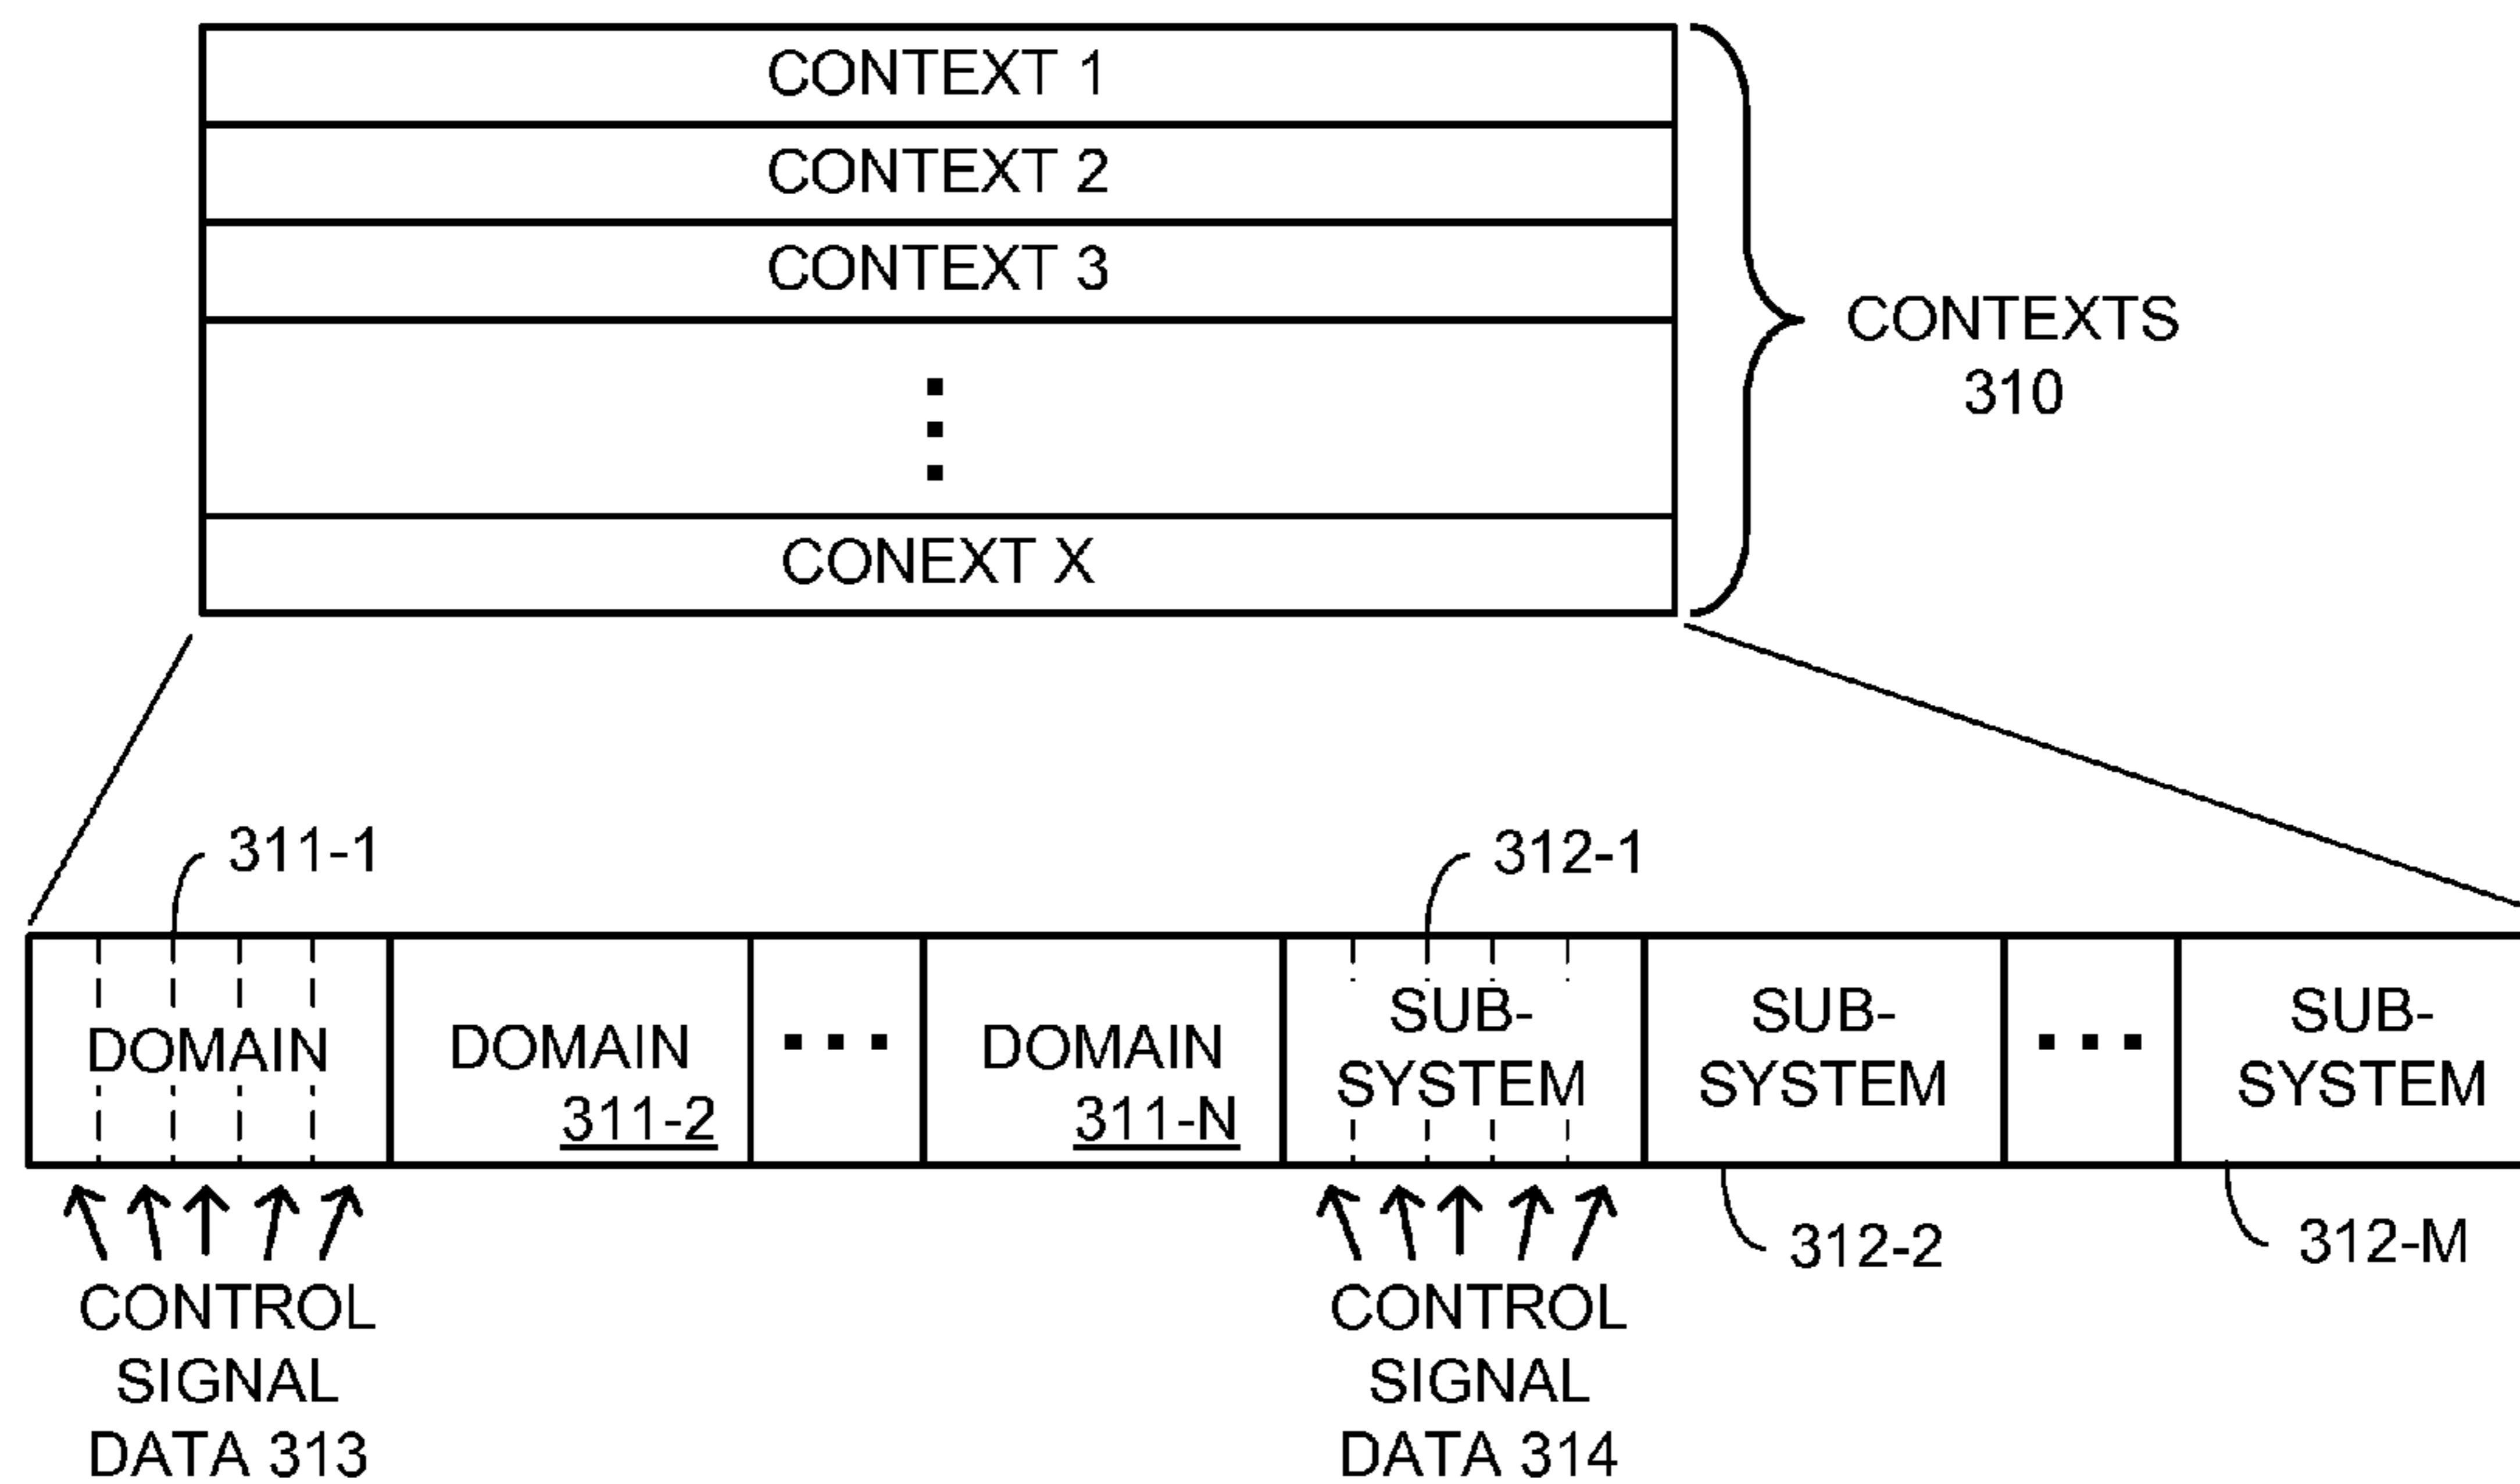 CONTEXT 1
CONTEXT 2
CONTEXT 3
CONEXT X
CONTEXTS
310
311-1
312-1
DOMAIN
DOMAIN
311-2
DOMAIN
311-N
SUB-
SYSTEM
SUB-
SYSTEM
SUB-
SYSTEM
312-2
312-M
CONTROL
SIGNAL
DATA 313
CONTROL
SIGNAL
DATA 314